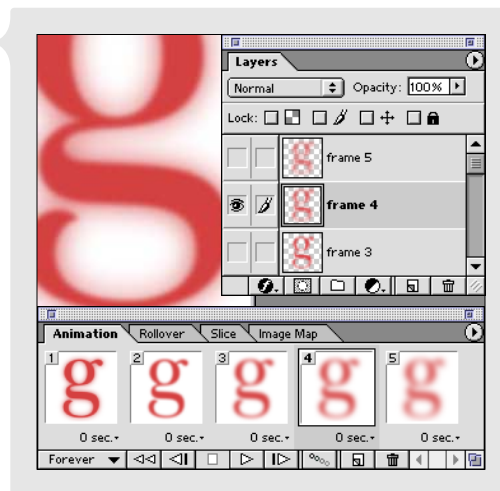 g
Layers
Normal Opacity: 100%
Lock:
frame 5
g
frame 4
g
frame 3
g
Animation Rollover Slice Image Map
1 2 3 4 5
g g g g g
0 sec. 0 sec. 0 sec. 0 sec. 0 sec.
Forever